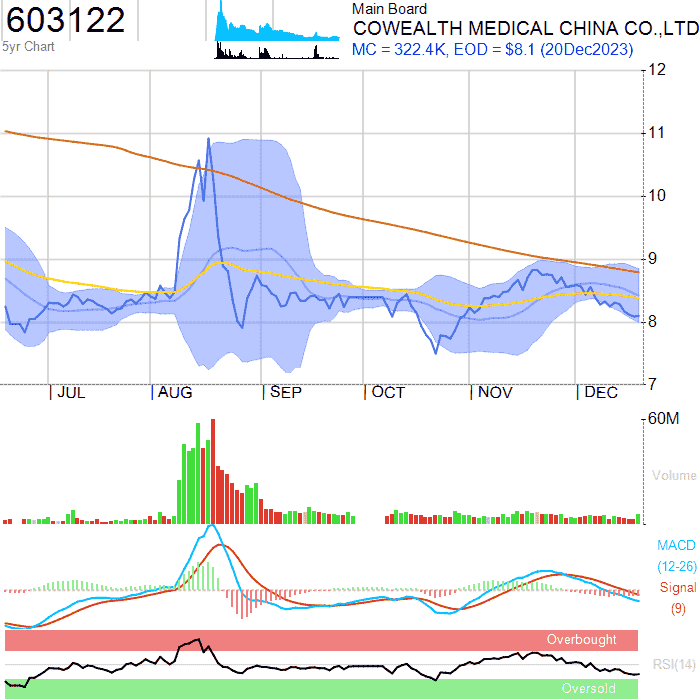 603122
5yr Chart
Main Board
COWEALTH MEDICAL CHINA CO.,LTD
MC = 322.4K, EOD = $8.1 (20Dec2023)
12
11
10
9
8
7
JUL AUG SEP OCT NOV DEC
60M
Volume
MACD
(12-26)
Signal
(9)
Overbought
RSI(14)
Oversold